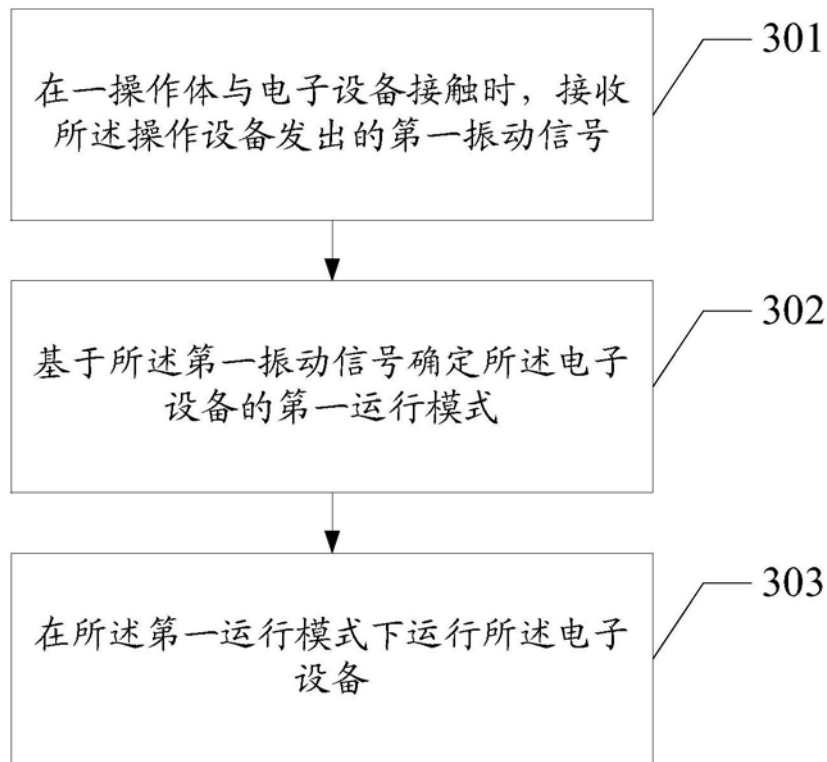 在一操作体与电子设备接触时，接收
所述操作设备发出的第一振动信号
301
基于所述第一振动信号确定所述电子
设备的第一运行模式
302
在所述第一运行模式下运行所述电子
设备
303